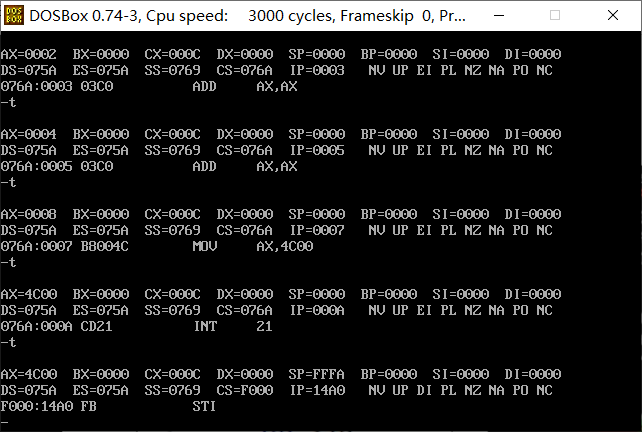 DOS BOX DOSBox 0.74-3, Cpu speed: 3000 cycles, Frameskip 0, Pr...
AX=0002 BX=0000 CX=000C DX=0000 SP=0000 BP=0000 SI=0000 DI=0000
DS=075A ES=075A SS=0769 CS=076A IP=0003 NV UP EI PL NZ NA PO NC
076A:0003 03C0 ADD AX,AX
-t
AX=0004 BX=0000 CX=000C DX=0000 SP=0000 BP=0000 SI=0000 DI=0000
DS=075A ES=075A SS=0769 CS=076A IP=0005 NV UP EI PL NZ NA PO NC
076A:0005 03C0 ADD AX,AX
-t
AX=0008 BX=0000 CX=000C DX=0000 SP=0000 BP=0000 SI=0000 DI=0000
DS=075A ES=075A SS=0769 CS=076A IP=0007 NV UP EI PL NZ NA PO NC
076A:0007 B8004C MOV AX,4C00
-t
AX=4C00 BX=0000 CX=000C DX=0000 SP=0000 BP=0000 SI=0000 DI=0000
DS=075A ES=075A SS=0769 CS=076A IP=000A NV UP EI PL NZ NA PO NC
076A:000A CD21 INT 21
-t
AX=4C00 BX=0000 CX=000C DX=0000 SP=FFFA BP=0000 SI=0000 DI=0000
DS=075A ES=075A SS=0769 CS=F000 IP=14A0 NV UP DI PL NZ NA PO NC
F000:14A0 FB STI
-